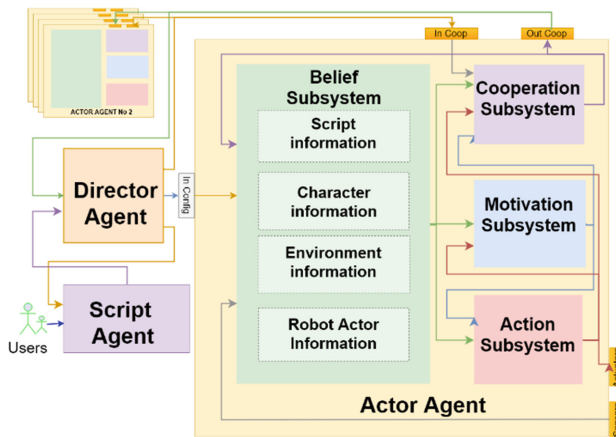 In Coop
Out Coop
ACTOR AGENT No 2
Belief
Subsystem
Script
information
Character
information
Environment
information
Robot Actor
Information
Cooperation
Subsystem
Motivation
Subsystem
Action
Subsystem
Director
Agent
In Config
Script
Agent
Users
Actor Agent